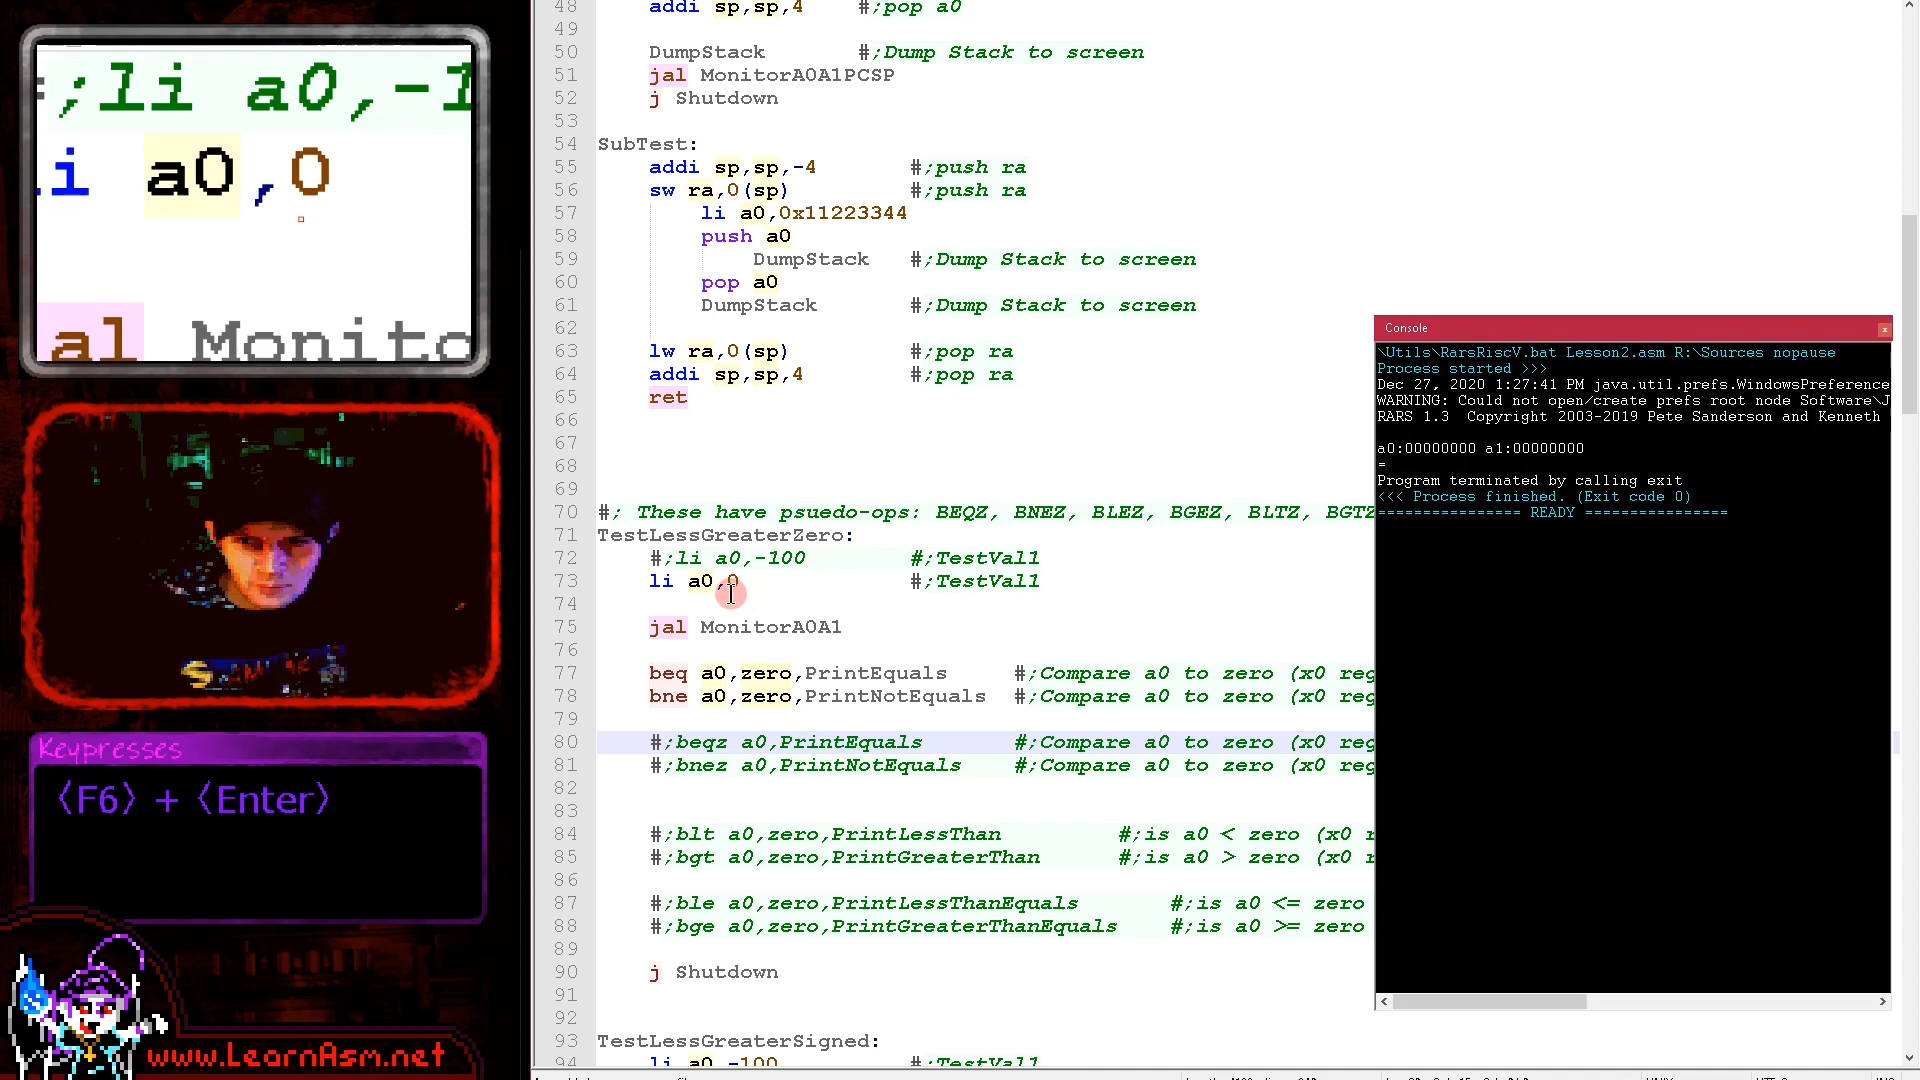 ;li a0,-1
li a0,0
al Monito
Keypresses
〈F6〉 + 〈Enter〉
www.LearnAsm.net
48 addi sp,sp,4 #;pop a0
49
50 DumpStack #;Dump Stack to screen
51 jal MonitorA0A1PCSP
52 j Shutdown
53
54 SubTest:
55 addi sp,sp,-4 #;push ra
56 sw ra,0(sp) #;push ra
57 li a0,0x11223344
58 push a0
59 DumpStack #;Dump Stack to screen
60 pop a0
61 DumpStack #;Dump Stack to screen
62
63 lw ra,0(sp) #;pop ra
64 addi sp,sp,4 #;pop ra
65 ret
66
67
68
69
70 #; These have psuedo-ops: BEQZ, BNEZ, BLEZ, BGEZ, BLTZ, BGTZ
71 TestLessGreaterZero:
72 #;li a0,-100 #;TestVal1
73 li a0,0 #;TestVal1
74
75 jal MonitorA0A1
76
77 beq a0,zero,PrintEquals #;Compare a0 to zero (x0 reg
78 bne a0,zero,PrintNotEquals #;Compare a0 to zero (x0 reg
79
80 #;beqz a0,PrintEquals #;Compare a0 to zero (x0 reg
81 #;bnez a0,PrintNotEquals #;Compare a0 to zero (x0 reg
82
83
84 #;blt a0,zero,PrintLessThan #;is a0 < zero (x0 r
85 #;bgt a0,zero,PrintGreaterThan #;is a0 > zero (x0 r
86
87 #;ble a0,zero,PrintLessThanEquals #;is a0 <= zero
88 #;bge a0,zero,PrintGreaterThanEquals #;is a0 >= zero
89
90 j Shutdown
91
92
93 TestLessGreaterSigned:
94 li a0,-100 #;TestVal1
Console
\Utils\RarsRiscV.bat Lesson2.asm R:\Sources nopause
Process started >>>
Dec 27, 2020 1:27:41 PM java.util.prefs.WindowsPreference
WARNING: Could not open/create prefs root node Software\J
RARS 1.3 Copyright 2003-2019 Pete Sanderson and Kenneth
a0:00000000 a1:00000000
=
Program terminated by calling exit
<<< Process finished. (Exit code 0)
================ READY ================